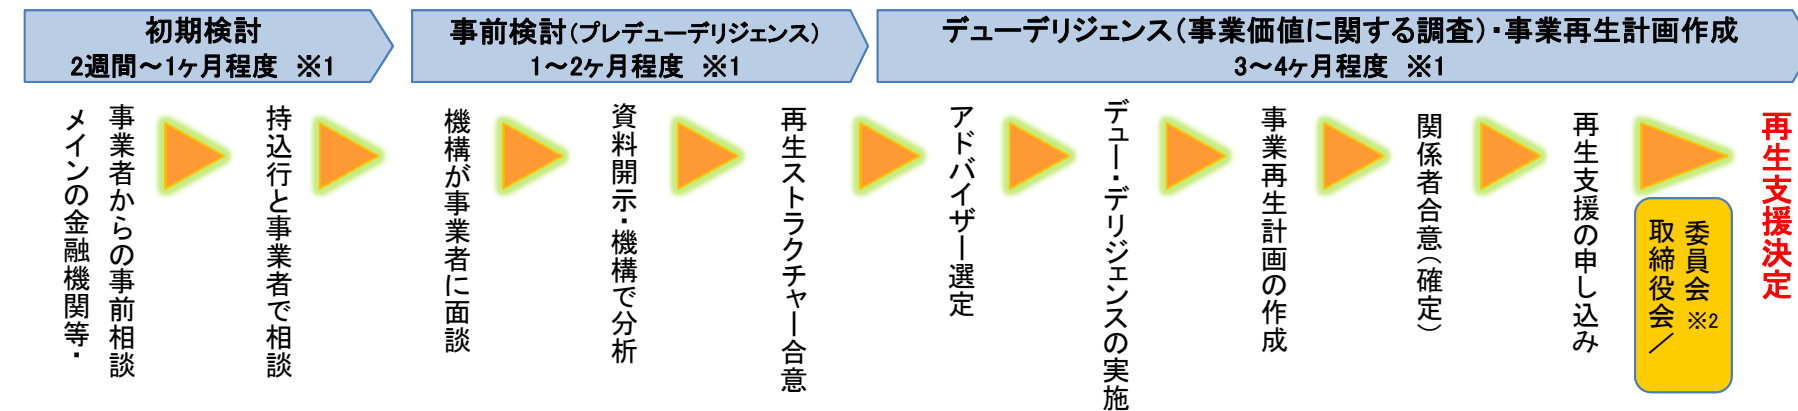 初期検討
2週間～1ヶ月程度　※1
事前検討（プレデューデリジェンス）
1～2ヶ月程度　※1
デューデリジェンス（事業価値に関する調査）・事業再生計画作成
3～4ヶ月程度　※1
メインの金融機関等・
事業者からの事前相談
持込行と事業者で相談
機構が事業者に面談
資料開示・機構で分析
再生ストラクチャー合意
アドバイザー選定
デュー・デリジェンスの実施
事業再生計画の作成
関係者合意（確定）
再生支援の申し込み
取締役会／
委員会 ※2
再生支援決定